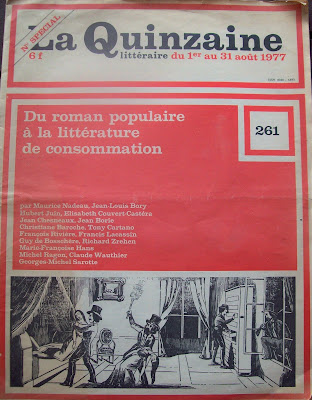 N° SPÉCIAL
6 f
La Quinzaine
littéraire du 1er au 31 août 1977
Du roman populaire
à la littérature
de consommation
261
par Maurice Nadeau, Jean-Louis Bory
Hubert Juin, Elisabeth Couvert-Castéra
Jean Chesneaux, Jean Borie
Christiane Baroche, Tony Cartano
François Rivière, Francis Lacassin
Guy de Bosschère, Richard Zrehen
Marie-Françoise Hans
Michel Ragon, Claude Wauthier
Georges-Michel Sarotte